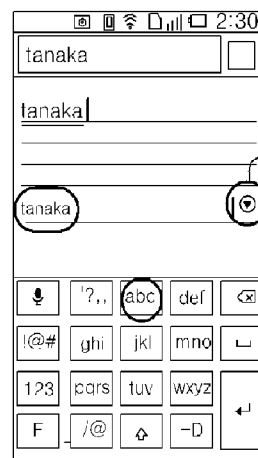 2:30
tanaka
tanaka
tanaka
'?,, abc def
!@# ghi jkl mno
123 pqrs tuv wxyz
F /@ -D